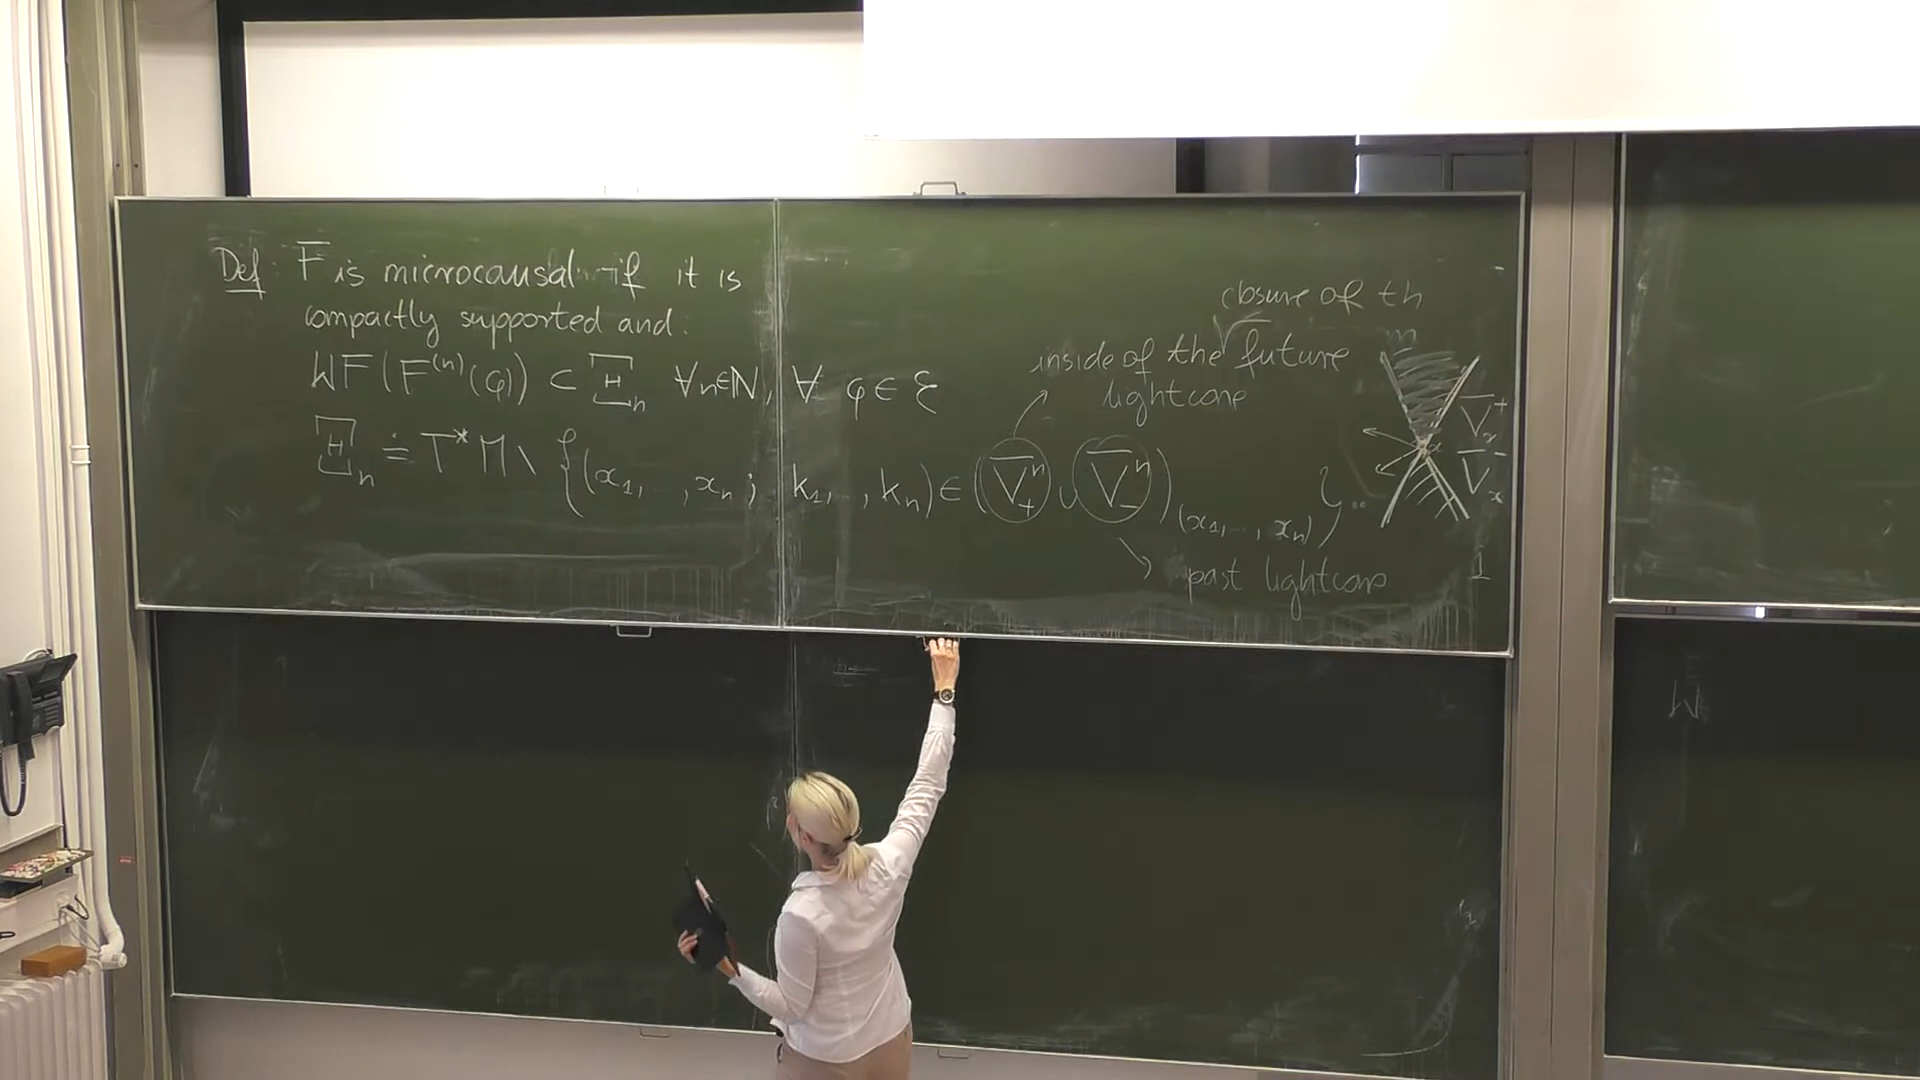 Def: F is microcausal if it is
compactly supported and:
WF(F⁽ⁿ⁾(φ)) ⊂ Ξₙ ∀n∈ℕ, ∀ φ ∈ ℰ
Ξₙ ≐ T*M \ {(x₁, , xₙ; k₁, .., kₙ) ∈ (V̅₊ⁿ ∪ V̅₋ⁿ)_(x₁, ..., xₙ)}..
closure of th
inside of the future
lightcone
past lightcone
V̅ₓ⁺
x
V̅ₓ⁻
1